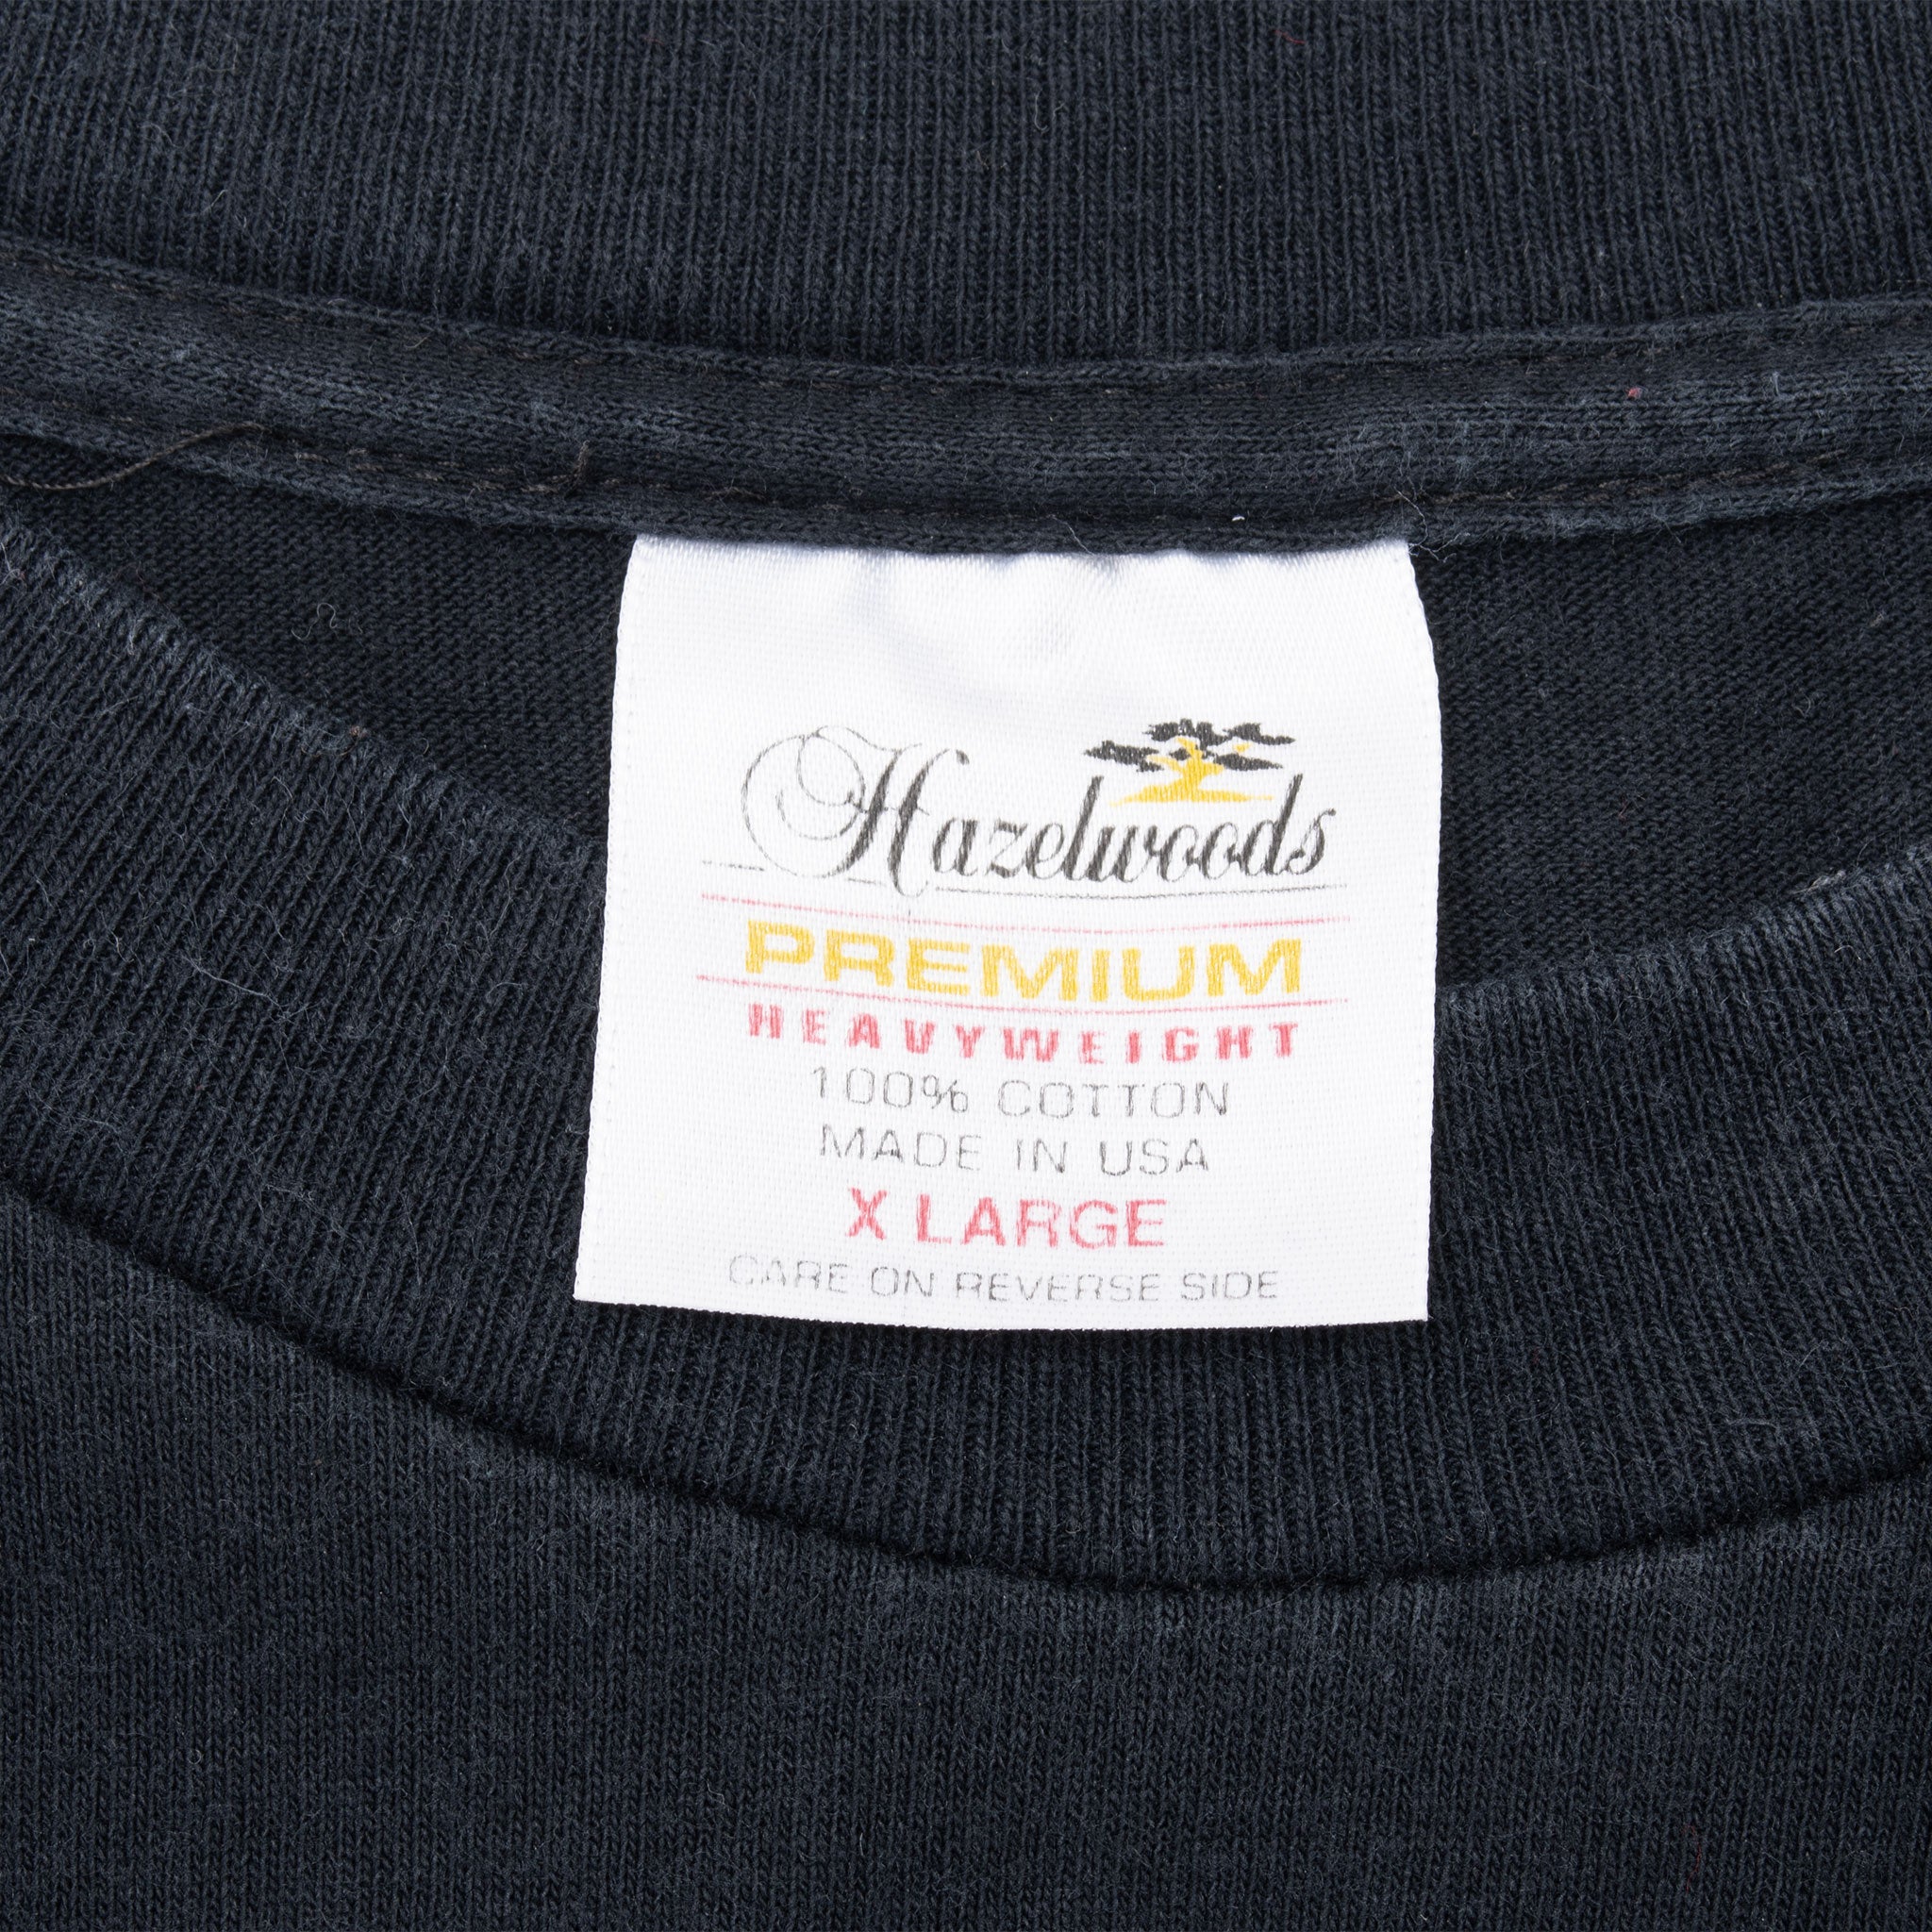 Hazelwoods
PREMIUM
HEAVYWEIGHT
100% COTTON
MADE IN USA
X LARGE
CARE ON REVERSE SIDE